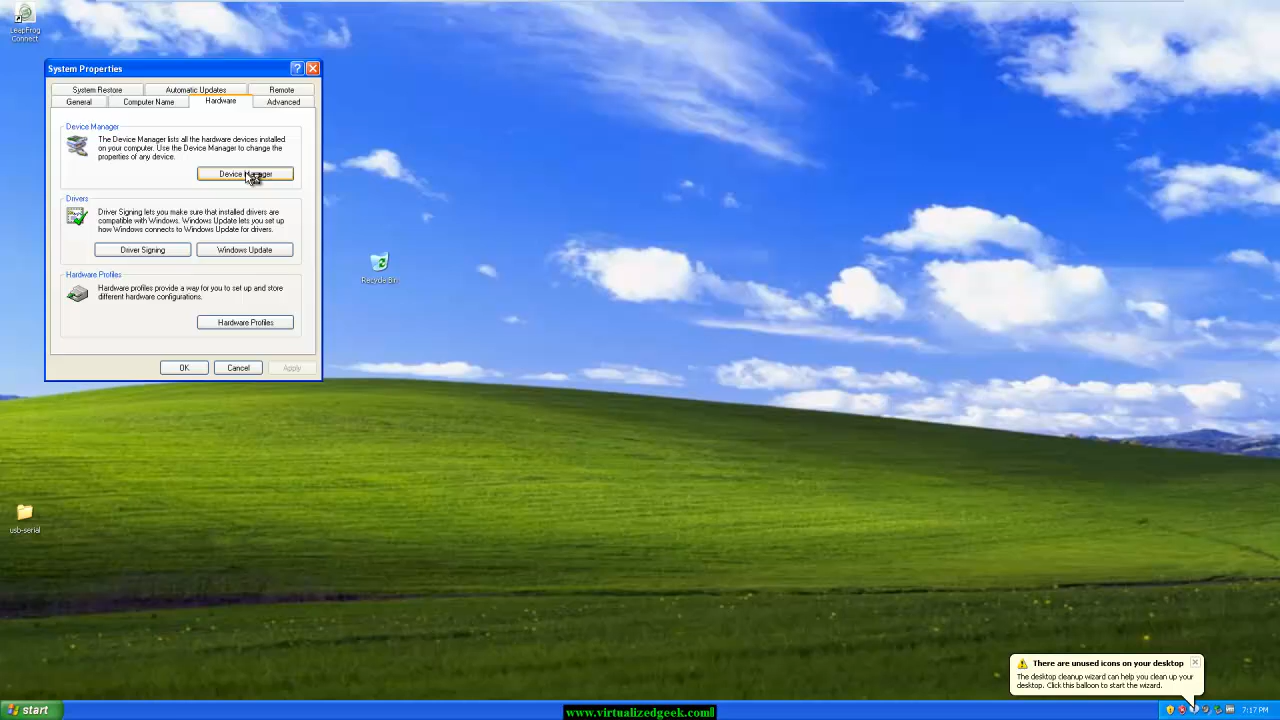 LeapFrog
Connect
System Properties
System Restore
Automatic Updates
Remote
General
Computer Name
Hardware
Advanced
Device Manager
The Device Manager lists all the hardware devices installed
on your computer. Use the Device Manager to change the
properties of any device.
Device Manager
Drivers
Driver Signing lets you make sure that installed drivers are
compatible with Windows. Windows Update lets you set up
how Windows connects to Windows Update for drivers.
Driver Signing
Windows Update
Hardware Profiles
Hardware profiles provide a way for you to set up and store
different hardware configurations.
Hardware Profiles
OK
Cancel
Apply
Recycle Bin
usb-serial
There are unused icons on your desktop
The desktop cleanup wizard can help you clean up your
desktop. Click this balloon to start the wizard.
start
www.virtualizedgeek.com
7:17 PM